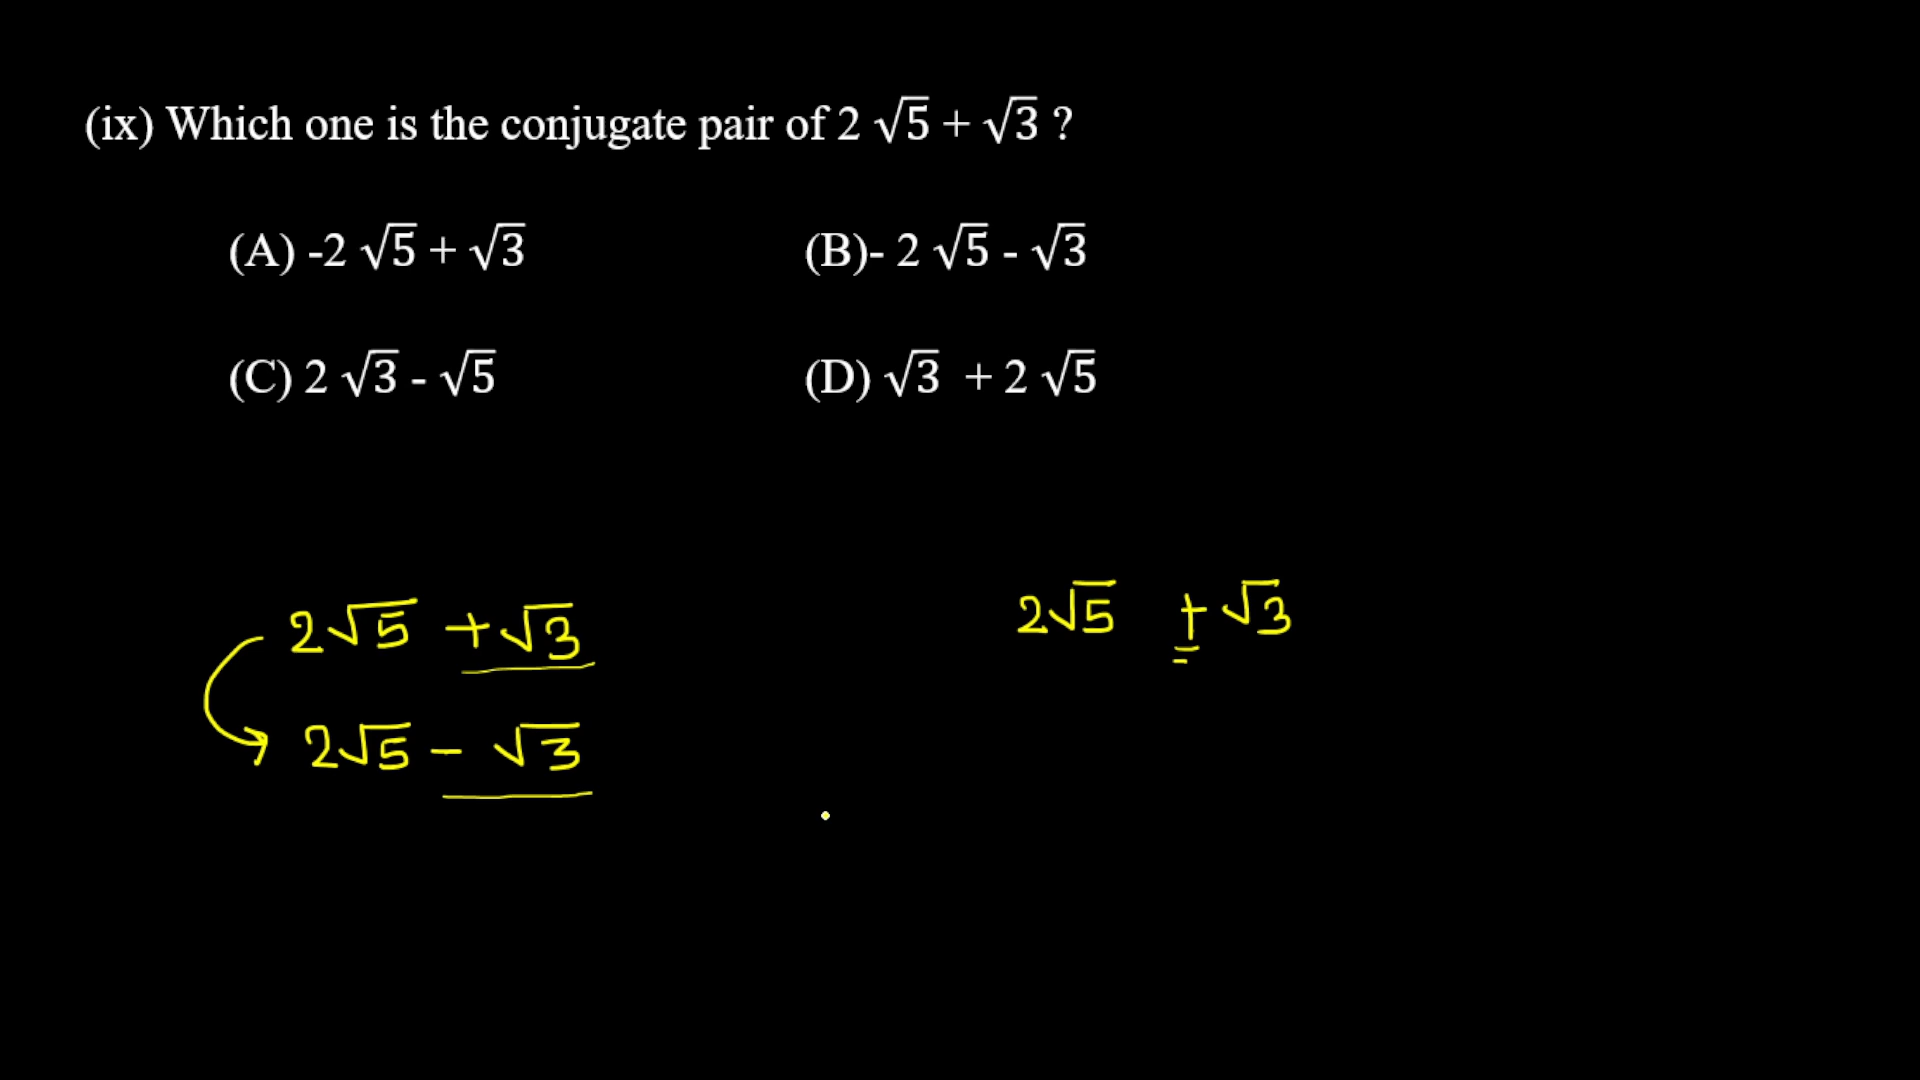 (ix) Which one is the conjugate pair of 2 √5 + √3 ?
(A) -2 √5 + √3
(B)- 2 √5 - √3
(C) 2 √3 - √5
(D) √3 + 2 √5
2√5 + √3
2√5 - √3
2√5 + √3